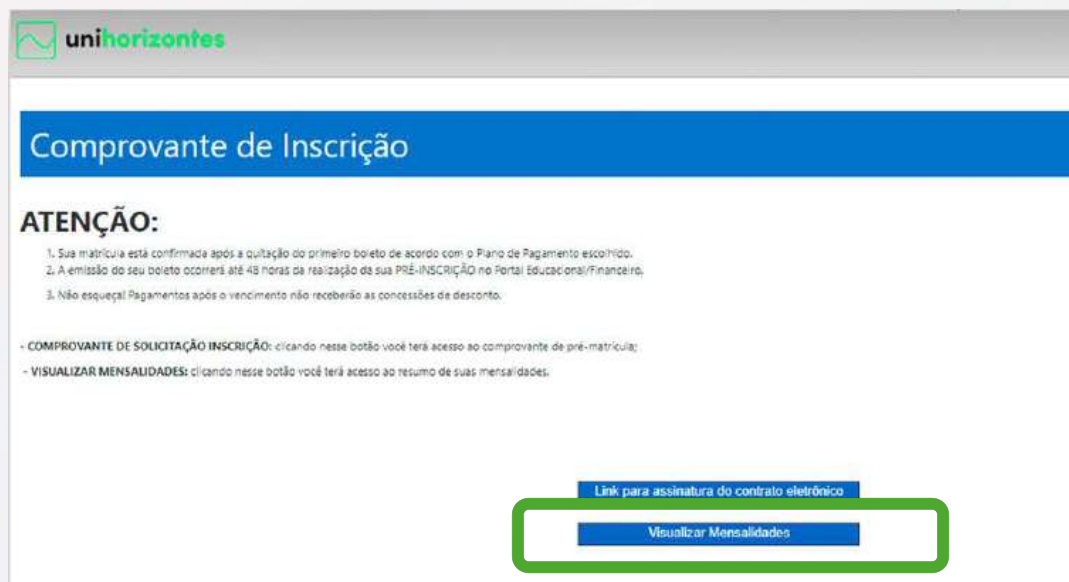 unihorizontes
Comprovante de Inscrição
ATENÇÃO:
1. Sua matrícula está confirmada após a quitação do primeiro boleto de acordo com o Plano de Pagamento escolhido.
2. A emissão do seu boleto ocorrerá até 48 horas da realização da sua PRÉ-INSCRIÇÃO no Portal Educacional/Financeiro.
3. Não esqueça! Pagamentos após o vencimento não receberão as concessões de desconto.
- COMPROVANTE DE SOLICITAÇÃO INSCRIÇÃO: clicando nesse botão você terá acesso ao comprovante de pré-matrícula;
- VISUALIZAR MENSALIDADES: clicando nesse botão você terá acesso ao resumo de suas mensalidades.
Link para assinatura do contrato eletrônico
Visualizar Mensalidades